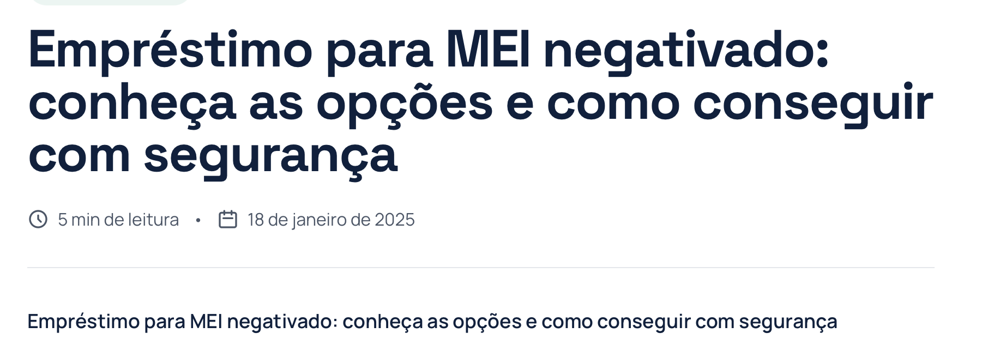 Empréstimo para MEI negativado:
conheça as opções e como conseguir
com segurança
5 min de leitura • 18 de janeiro de 2025
Empréstimo para MEI negativado: conheça as opções e como conseguir com segurança